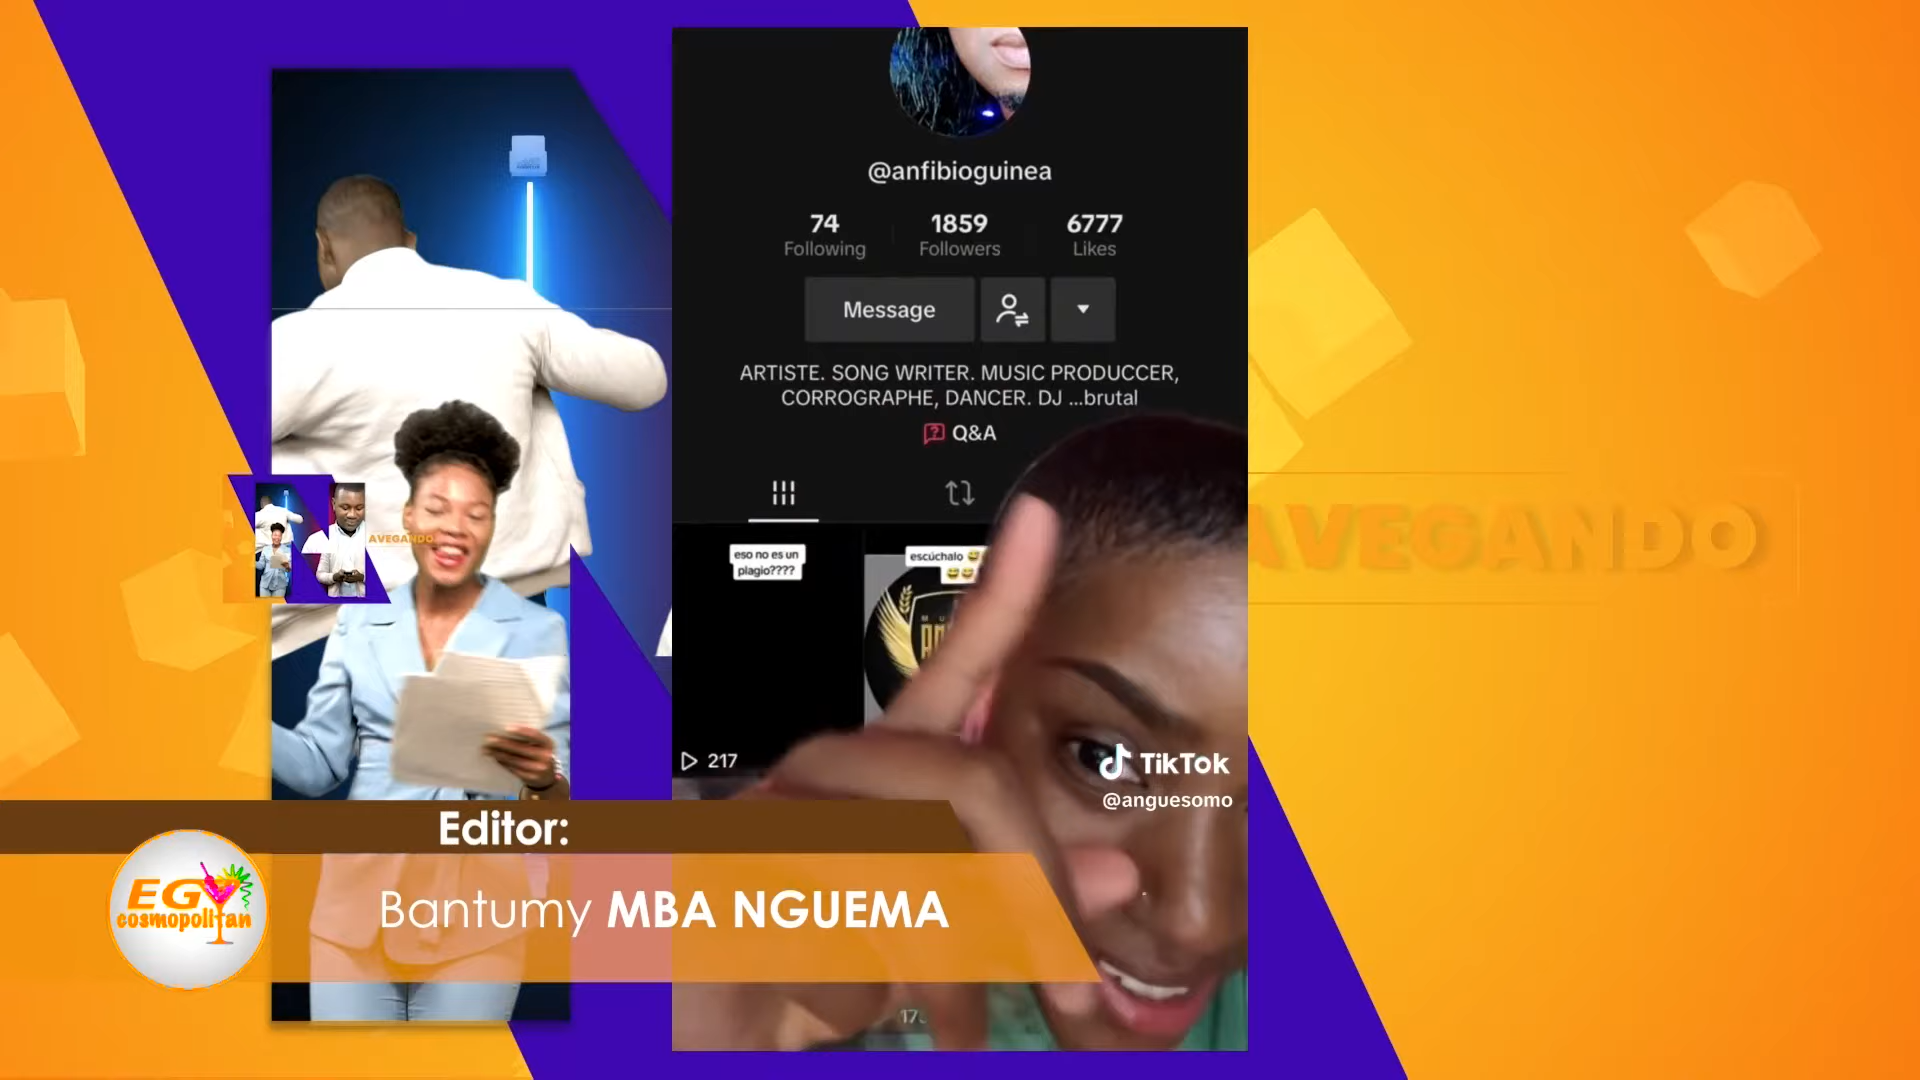 @anfibioguinea
74 1859 6777
Following Followers Likes
Message
ARTISTE. SONG WRITER. MUSIC PRODUCCER,
CORROGRAPHE, DANCER. DJ ...brutal
Q&A
eso no es un
plagio????
escúchalo
217
TikTok
@anguesomo
AVEGANDO
AVEGANDO
Editor:
Bantumy MBA NGUEMA
EG
cosmopolitan